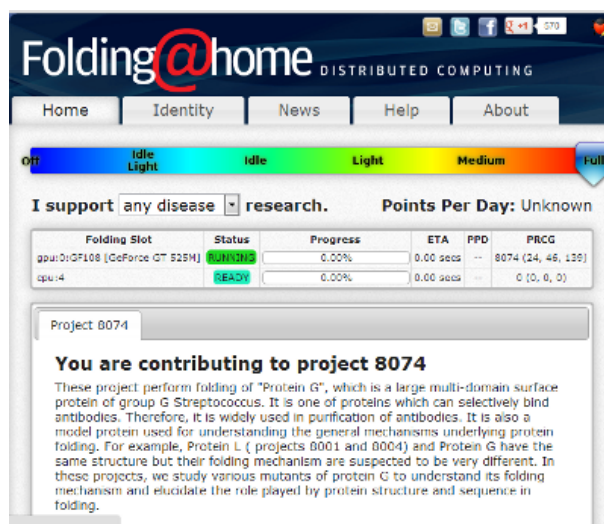 570
Folding@home DISTRIBUTED COMPUTING
Home Identity News Help About
Off Idle Light Idle Light Medium Full
I support any disease research. Points Per Day: Unknown
Folding Slot Status Progress ETA PPD PRCG
gpu:0:GF108 [GeForce GT 525M] RUNNING 0.00% 0.00 secs -- 8074 (24, 46, 139)
cpu:4 READY 0.00% 0.00 secs -- 0 (0, 0, 0)
Project 8074
You are contributing to project 8074
These project perform folding of "Protein G", which is a large multi-domain surface
protein of group G Streptococcus. It is one of proteins which can selectively bind
antibodies. Therefore, it is widely used in purification of antibodies. It is also a
model protein used for understanding the general mechanisms underlying protein
folding. For example, Protein L ( projects 8001 and 8004) and Protein G have the
same structure but their folding mechanism are suspected to be very different. In
these projects, we study various mutants of protein G to understand its folding
mechanism and elucidate the role played by protein structure and sequence in
folding.